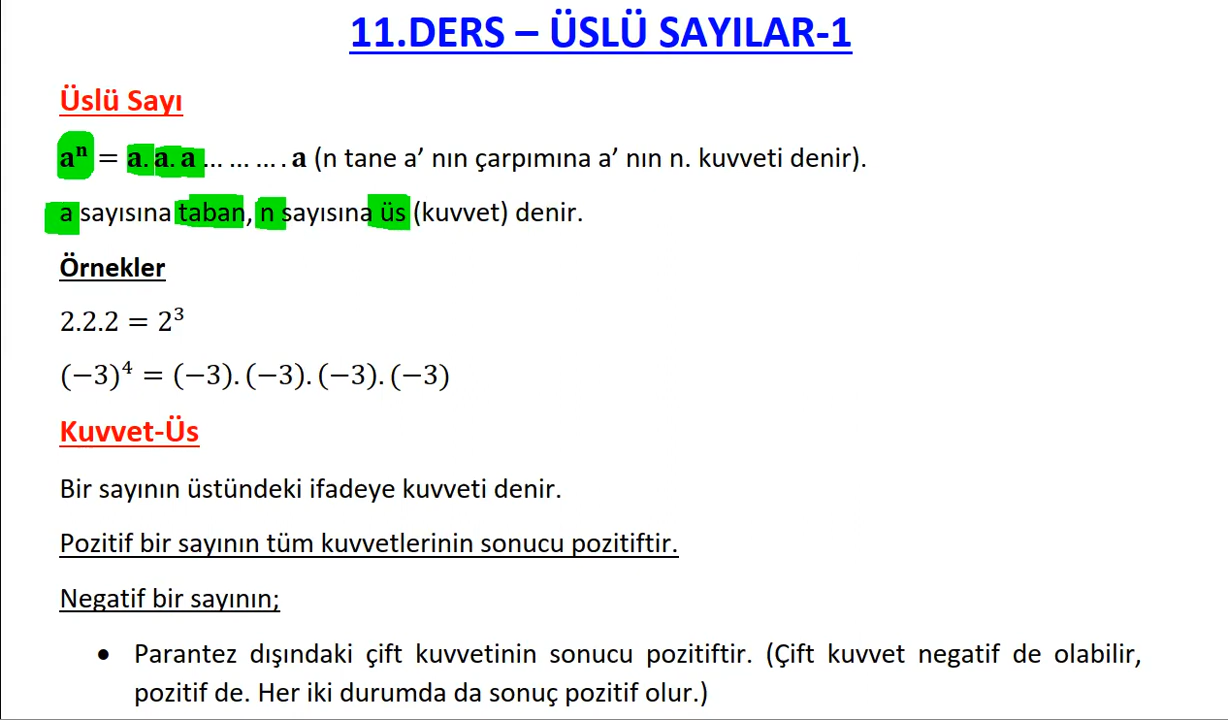 11.DERS – ÜSLÜ SAYILAR-1
Üslü Sayı
aⁿ = a. a. a … … … . a (n tane a’ nın çarpımına a’ nın n. kuvveti denir).
a sayısına taban, n sayısına üs (kuvvet) denir.
Örnekler
2.2.2 = 2³
(−3)⁴ = (−3). (−3). (−3). (−3)
Kuvvet-Üs
Bir sayının üstündeki ifadeye kuvveti denir.
Pozitif bir sayının tüm kuvvetlerinin sonucu pozitiftir.
Negatif bir sayının;
• Parantez dışındaki çift kuvvetinin sonucu pozitiftir. (Çift kuvvet negatif de olabilir,
pozitif de. Her iki durumda da sonuç pozitif olur.)